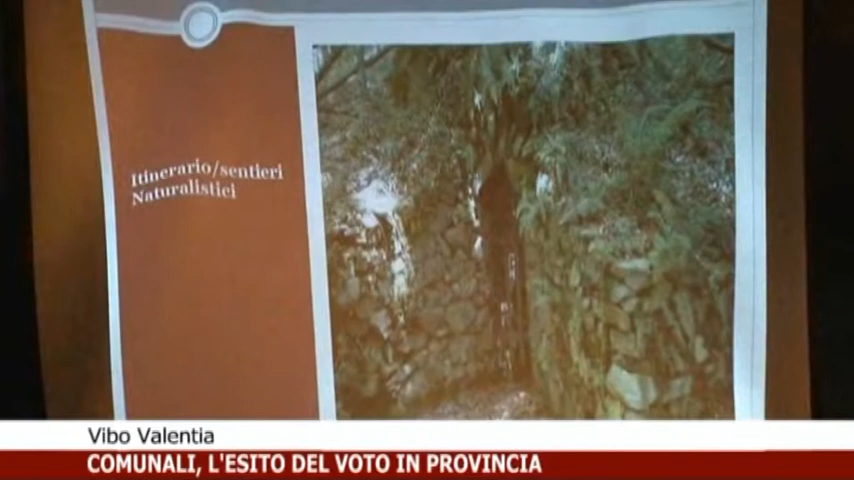 Itinerario/sentieri
Naturalistici
Vibo Valentia
COMUNALI, L'ESITO DEL VOTO IN PROVINCIA